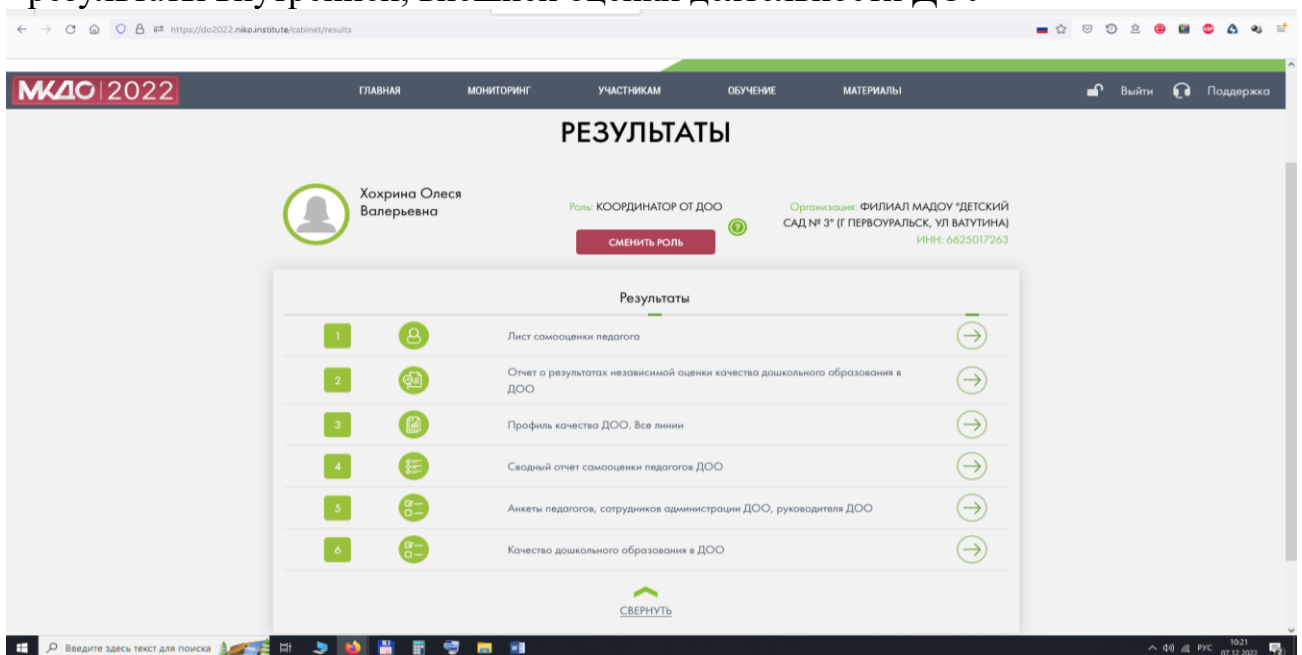 результаты внутренней, внешней оценки деятельности ДОУ
https://do2022.niko.institute/cabinet/results
МКДО 2022
ГЛАВНАЯ МОНИТОРИНГ УЧАСТНИКАМ ОБУЧЕНИЕ МАТЕРИАЛЫ Выйти Поддержка
РЕЗУЛЬТАТЫ
Хохрина Олеся
Валерьевна
Роль: КООРДИНАТОР ОТ ДОО
СМЕНИТЬ РОЛЬ
Организация: ФИЛИАЛ МАДОУ "ДЕТСКИЙ
САД № 3" (Г ПЕРВОУРАЛЬСК, УЛ ВАТУТИНА)
ИНН: 6625017263
Результаты
1 Лист самооценки педагога
2 Отчет о результатах независимой оценки качества дошкольного образования в
ДОО
3 Профиль качества ДОО. Все линии
4 Сводный отчет самооценки педагогов ДОО
5 Анкеты педагогов, сотрудников администрации ДОО, руководителя ДОО
6 Качество дошкольного образования в ДОО
СВЕРНУТЬ
Введите здесь текст для поиска
РУС
10:21
07.12.2022